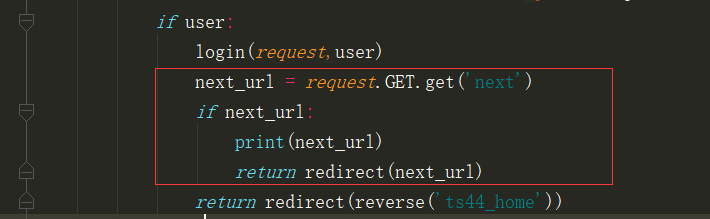 if user:
login(request,user)
next_url = request.GET.get('next')
if next_url:
print(next_url)
return redirect(next_url)
return redirect(reverse('ts44_home'))